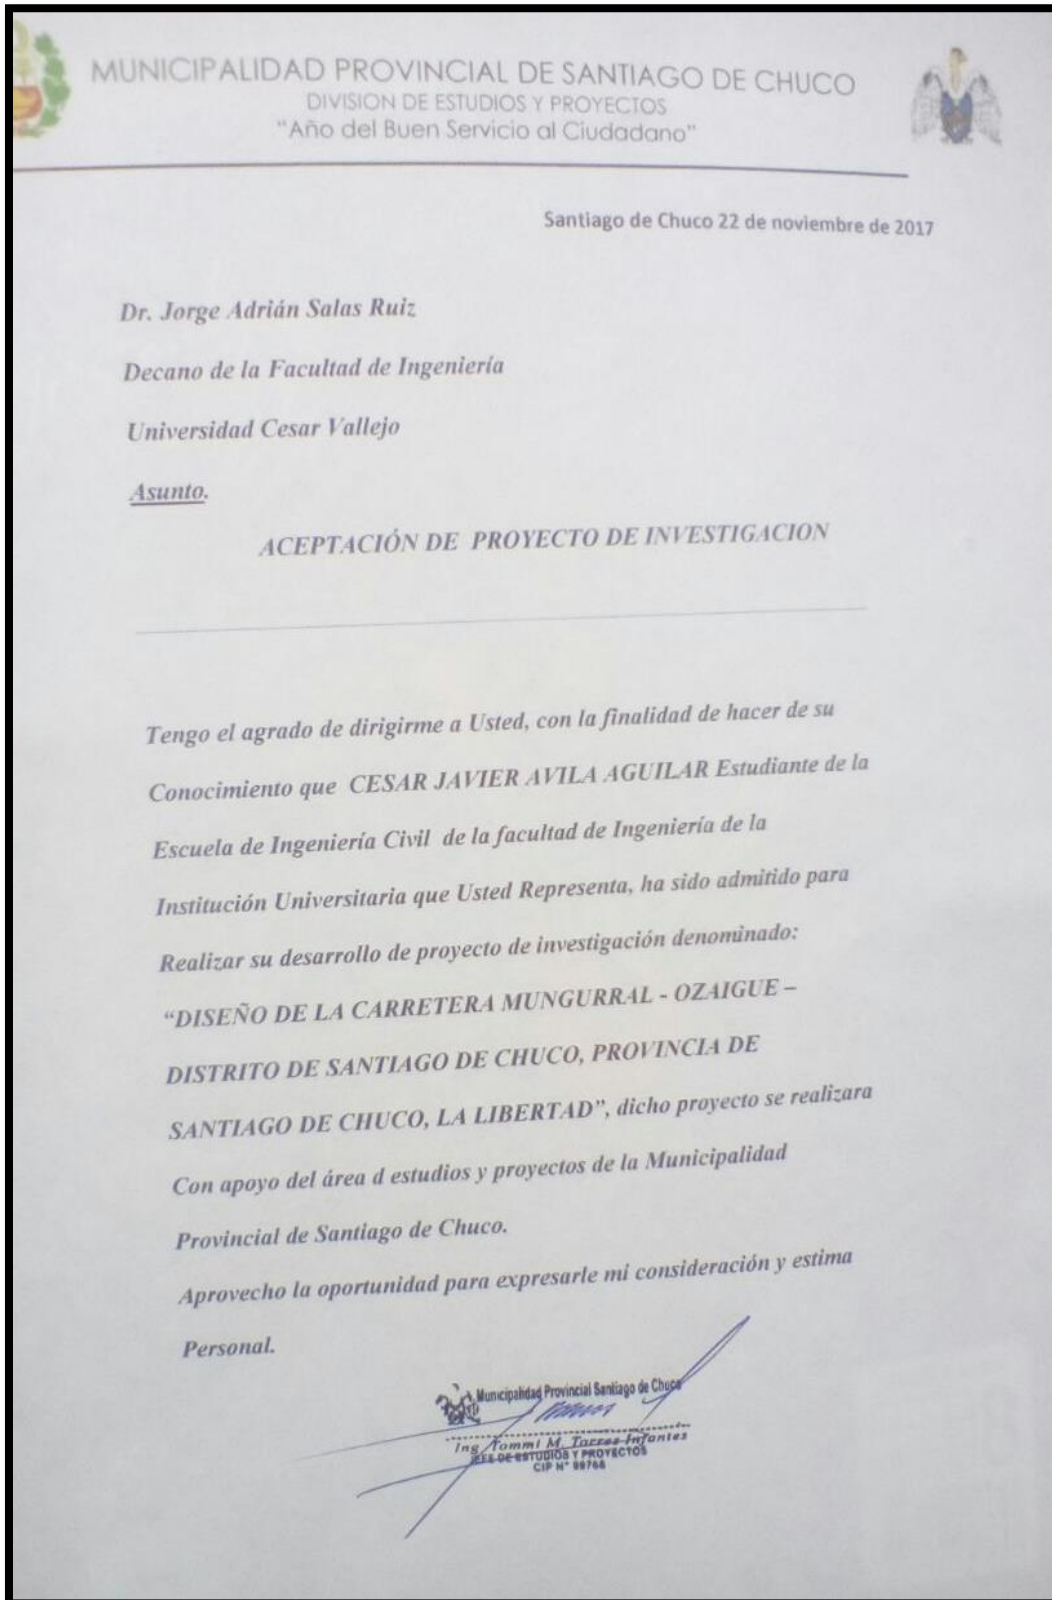 MUNICIPALIDAD PROVINCIAL DE SANTIAGO DE CHUCO
DIVISION DE ESTUDIOS Y PROYECTOS
"Año del Buen Servicio al Ciudadano"
Santiago de Chuco 22 de noviembre de 2017
Dr. Jorge Adrián Salas Ruiz
Decano de la Facultad de Ingeniería
Universidad Cesar Vallejo
Asunto.
ACEPTACIÓN DE PROYECTO DE INVESTIGACION
Tengo el agrado de dirigirme a Usted, con la finalidad de hacer de su
Conocimiento que CESAR JAVIER AVILA AGUILAR Estudiante de la
Escuela de Ingeniería Civil de la facultad de Ingeniería de la
Institución Universitaria que Usted Representa, ha sido admitido para
Realizar su desarrollo de proyecto de investigación denominado:
“DISEÑO DE LA CARRETERA MUNGURRAL - OZAIGUE –
DISTRITO DE SANTIAGO DE CHUCO, PROVINCIA DE
SANTIAGO DE CHUCO, LA LIBERTAD”, dicho proyecto se realizara
Con apoyo del área d estudios y proyectos de la Municipalidad
Provincial de Santiago de Chuco.
Aprovecho la oportunidad para expresarle mi consideración y estima
Personal.
Municipalidad Provincial Santiago de Chuco
Ing Tommi M. Torres Infantes
JEFE DE ESTUDIOS Y PROYECTOS
CIP N° 99768